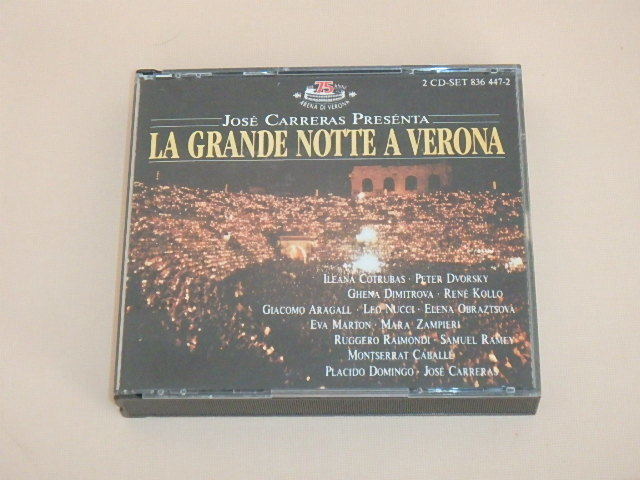 75 ANNI
ARENA DI VERONA
2 CD-SET 836 447-2
JOSÉ CARRERAS PRESÉNTA
LA GRANDE NOTTE A VERONA
ILEANA COTRUBAS · PETER DVORSKY
GHENA DIMITROVA · RENÉ KOLLO
GIACOMO ARAGALL · LEO NUCCI · ELENA OBRAZTSOVA
EVA MARTON · MARA ZAMPIERI
RUGGERO RAIMONDI · SAMUEL RAMEY
MONTSERRAT CABALLÉ
PLACIDO DOMINGO · JOSÉ CARRERAS